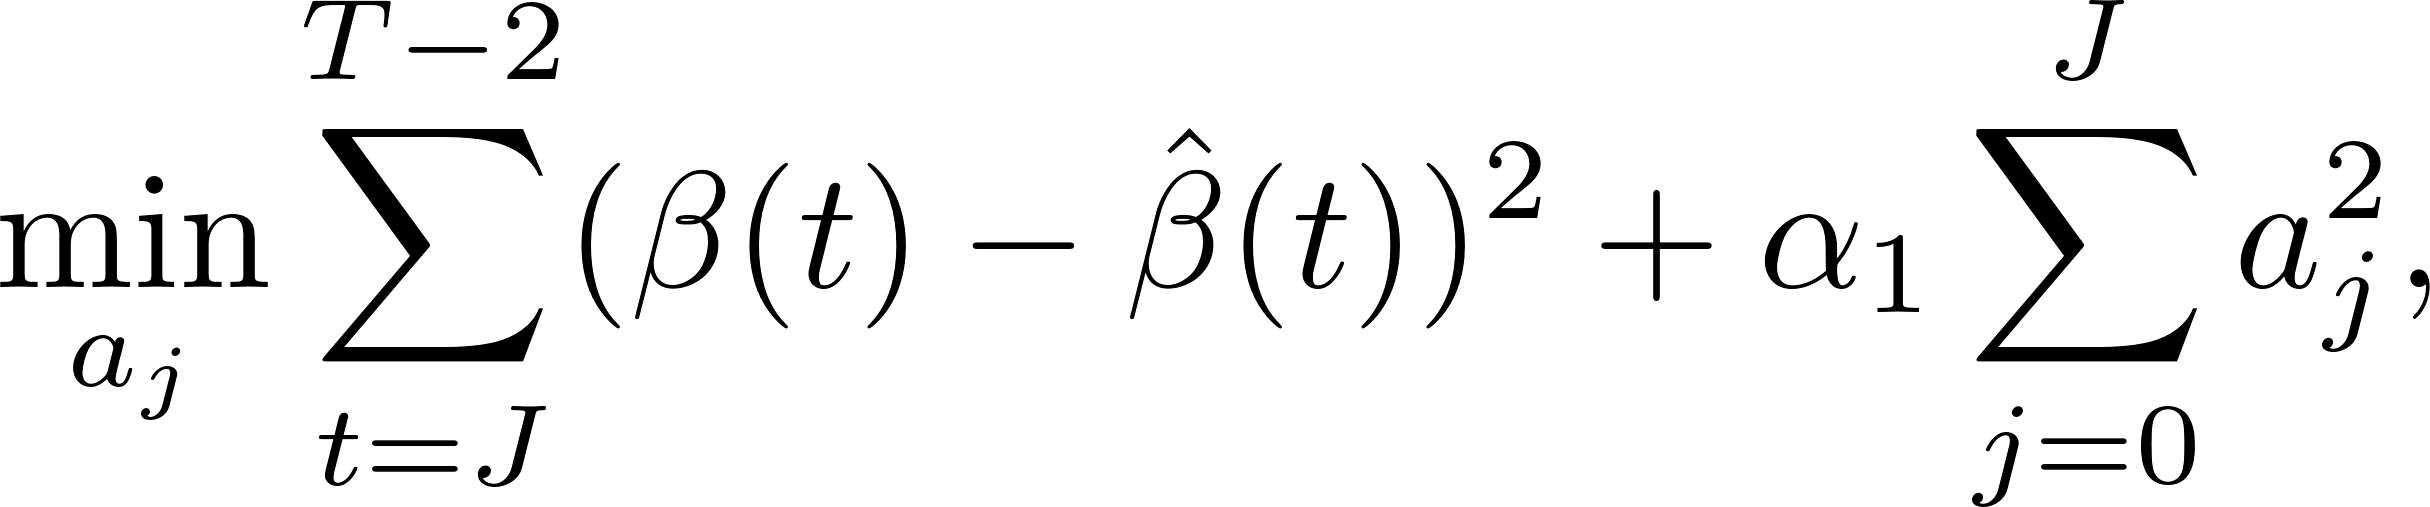 \min_{a_j} \sum_{t=J}^{T-2} (\beta(t) - \hat{\beta}(t))^2 + \alpha_1 \sum_{j=0}^{J} a_j^2,